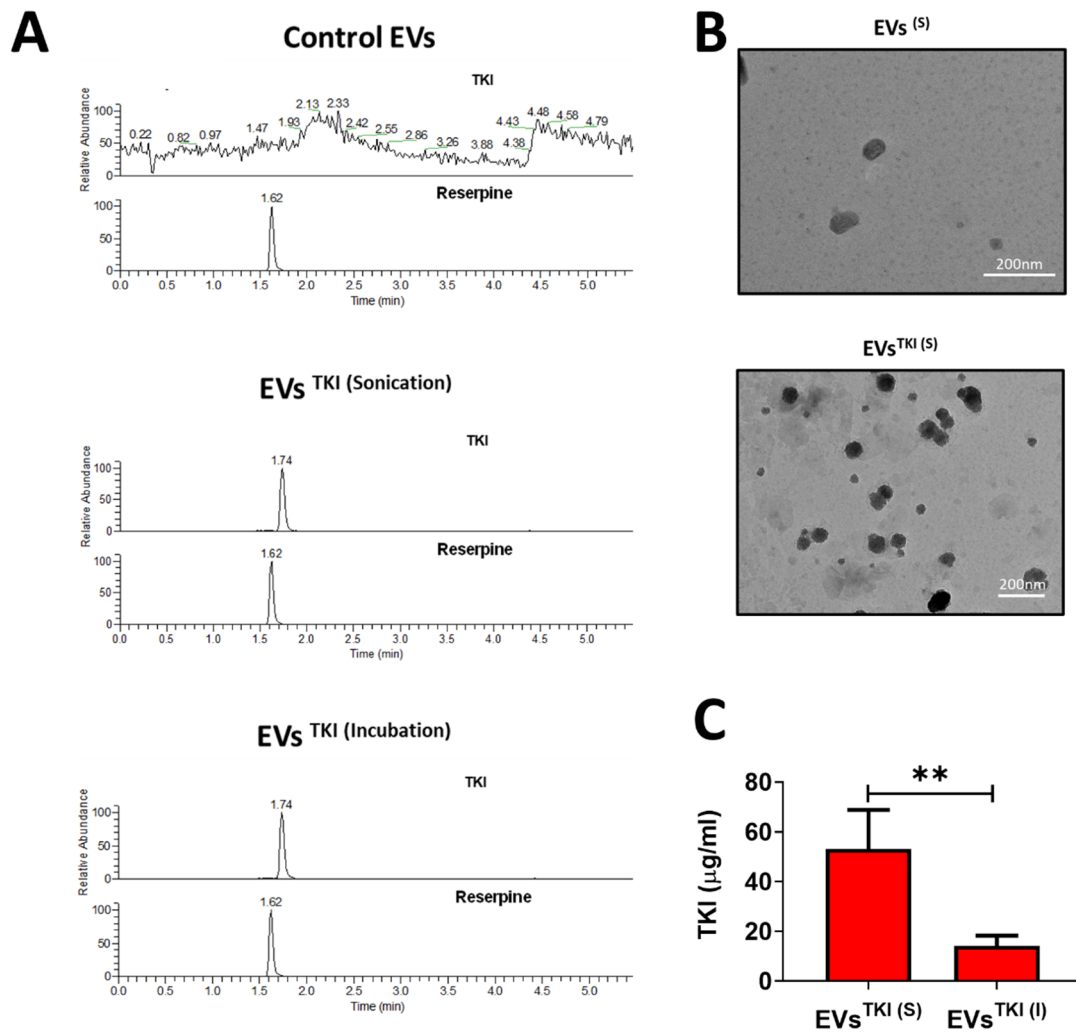 A
Control EVs
TKI
Relative Abundance
100
50
0
0.22
0.82
0.97
1.47
1.93
2.13
2.33
2.42
2.55
2.86
3.26
3.88
4.38
4.43
4.48
4.58
4.79
Reserpine
100
50
0
1.62
0.0 0.5 1.0 1.5 2.0 2.5 3.0 3.5 4.0 4.5 5.0
Time (min)
EVs TKI (Sonication)
TKI
Relative Abundance
100
50
0
1.74
Reserpine
100
50
0
1.62
0.0 0.5 1.0 1.5 2.0 2.5 3.0 3.5 4.0 4.5 5.0
Time (min)
EVs TKI (Incubation)
TKI
Relative Abundance
100
50
0
1.74
Reserpine
100
50
0
1.62
0.0 0.5 1.0 1.5 2.0 2.5 3.0 3.5 4.0 4.5 5.0
Time (min)
B
EVs (S)
200nm
EVsTKI (S)
200nm
C
TKI (μg/ml)
80
60
40
20
0
**
EVsTKI (S) EVsTKI (I)